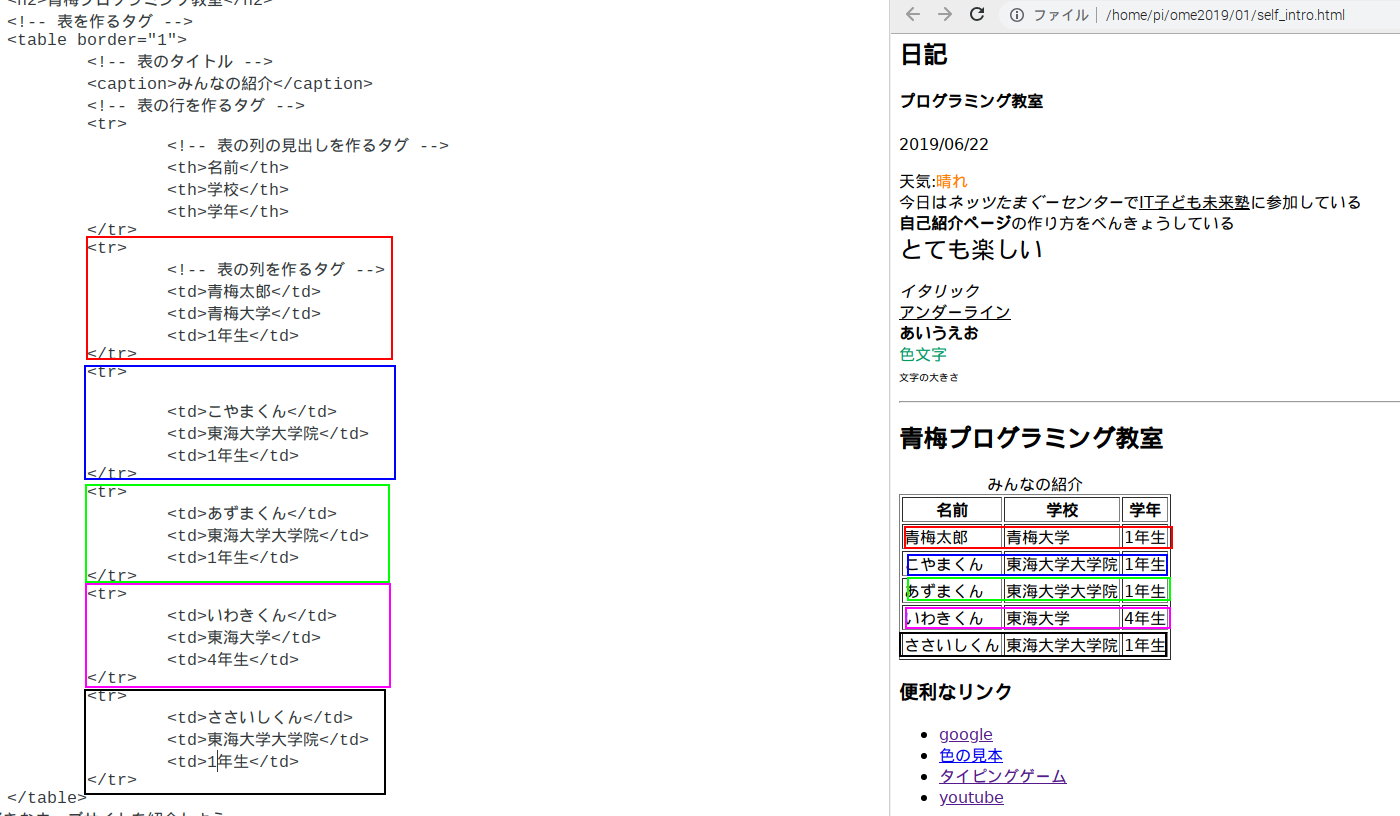 <h2>青梅プログラミング教室</h2>
<!-- 表を作るタグ -->
<table border="1">
<!-- 表のタイトル -->
<caption>みんなの紹介</caption>
<!-- 表の行を作るタグ -->
<tr>
<!-- 表の列の見出しを作るタグ -->
<th>名前</th>
<th>学校</th>
<th>学年</th>
</tr>
<tr>
<!-- 表の列を作るタグ -->
<td>青梅太郎</td>
<td>青梅大学</td>
<td>1年生</td>
</tr>
<tr>
<td>こやまくん</td>
<td>東海大学大学院</td>
<td>1年生</td>
</tr>
<tr>
<td>あずまくん</td>
<td>東海大学大学院</td>
<td>1年生</td>
</tr>
<tr>
<td>いわきくん</td>
<td>東海大学</td>
<td>4年生</td>
</tr>
<tr>
<td>ささいしくん</td>
<td>東海大学大学院</td>
<td>1年生</td>
</tr>
</table>
ファイル | /home/pi/ome2019/01/self_intro.html
日記
プログラミング教室
2019/06/22
天気:晴れ
今日はネッツたまぐーセンターでIT子ども未来塾に参加している
自己紹介ページの作り方をべんきょうしている
とても楽しい
イタリック
アンダーライン
あいうえお
色文字
文字の大きさ
青梅プログラミング教室
みんなの紹介
名前 学校 学年
青梅太郎 青梅大学 1年生
こやまくん 東海大学大学院 1年生
あずまくん 東海大学大学院 1年生
いわきくん 東海大学 4年生
ささいしくん 東海大学大学院 1年生
便利なリンク
google
色の見本
タイピングゲーム
youtube